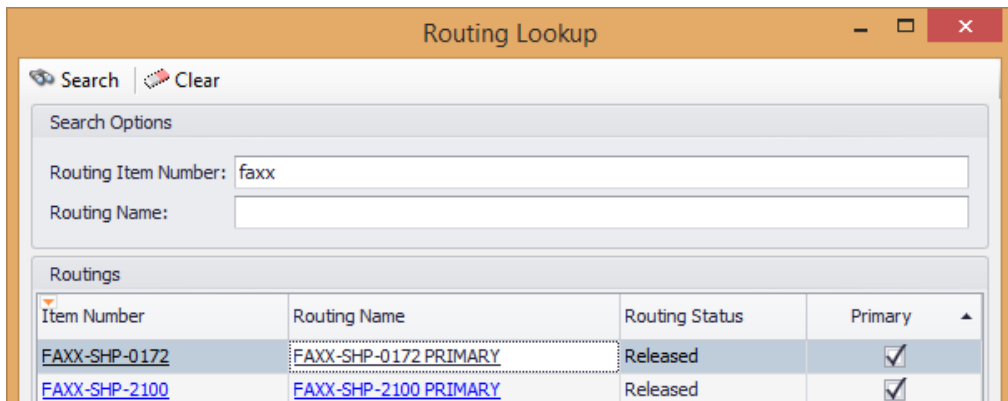 Routing Lookup
Search Clear
Search Options
Routing Item Number: faxx
Routing Name:
Routings
Item Number Routing Name Routing Status Primary
FAXX-SHP-0172 FAXX-SHP-0172 PRIMARY Released
FAXX-SHP-2100 FAXX-SHP-2100 PRIMARY Released